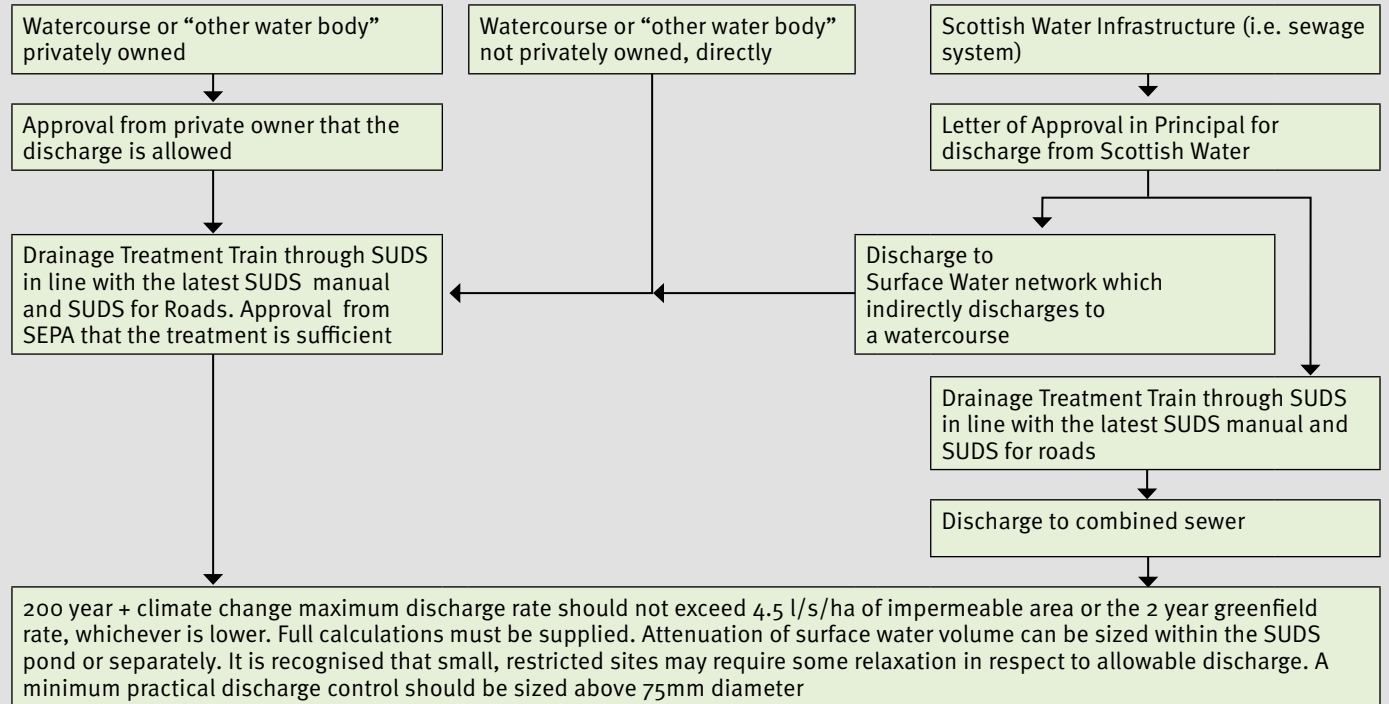 Watercourse or “other water body”
privately owned
Watercourse or “other water body”
not privately owned, directly
Scottish Water Infrastructure (i.e. sewage
system)
Approval from private owner that the
discharge is allowed
Letter of Approval in Principal for
discharge from Scottish Water
Drainage Treatment Train through SUDS
in line with the latest SUDS manual
and SUDS for Roads. Approval from
SEPA that the treatment is sufficient
Discharge to
Surface Water network which
indirectly discharges to
a watercourse
Drainage Treatment Train through SUDS
in line with the latest SUDS manual and
SUDS for roads
Discharge to combined sewer
200 year + climate change maximum discharge rate should not exceed 4.5 l/s/ha of impermeable area or the 2 year greenfield
rate, whichever is lower. Full calculations must be supplied. Attenuation of surface water volume can be sized within the SUDS
pond or separately. It is recognised that small, restricted sites may require some relaxation in respect to allowable discharge. A
minimum practical discharge control should be sized above 75mm diameter